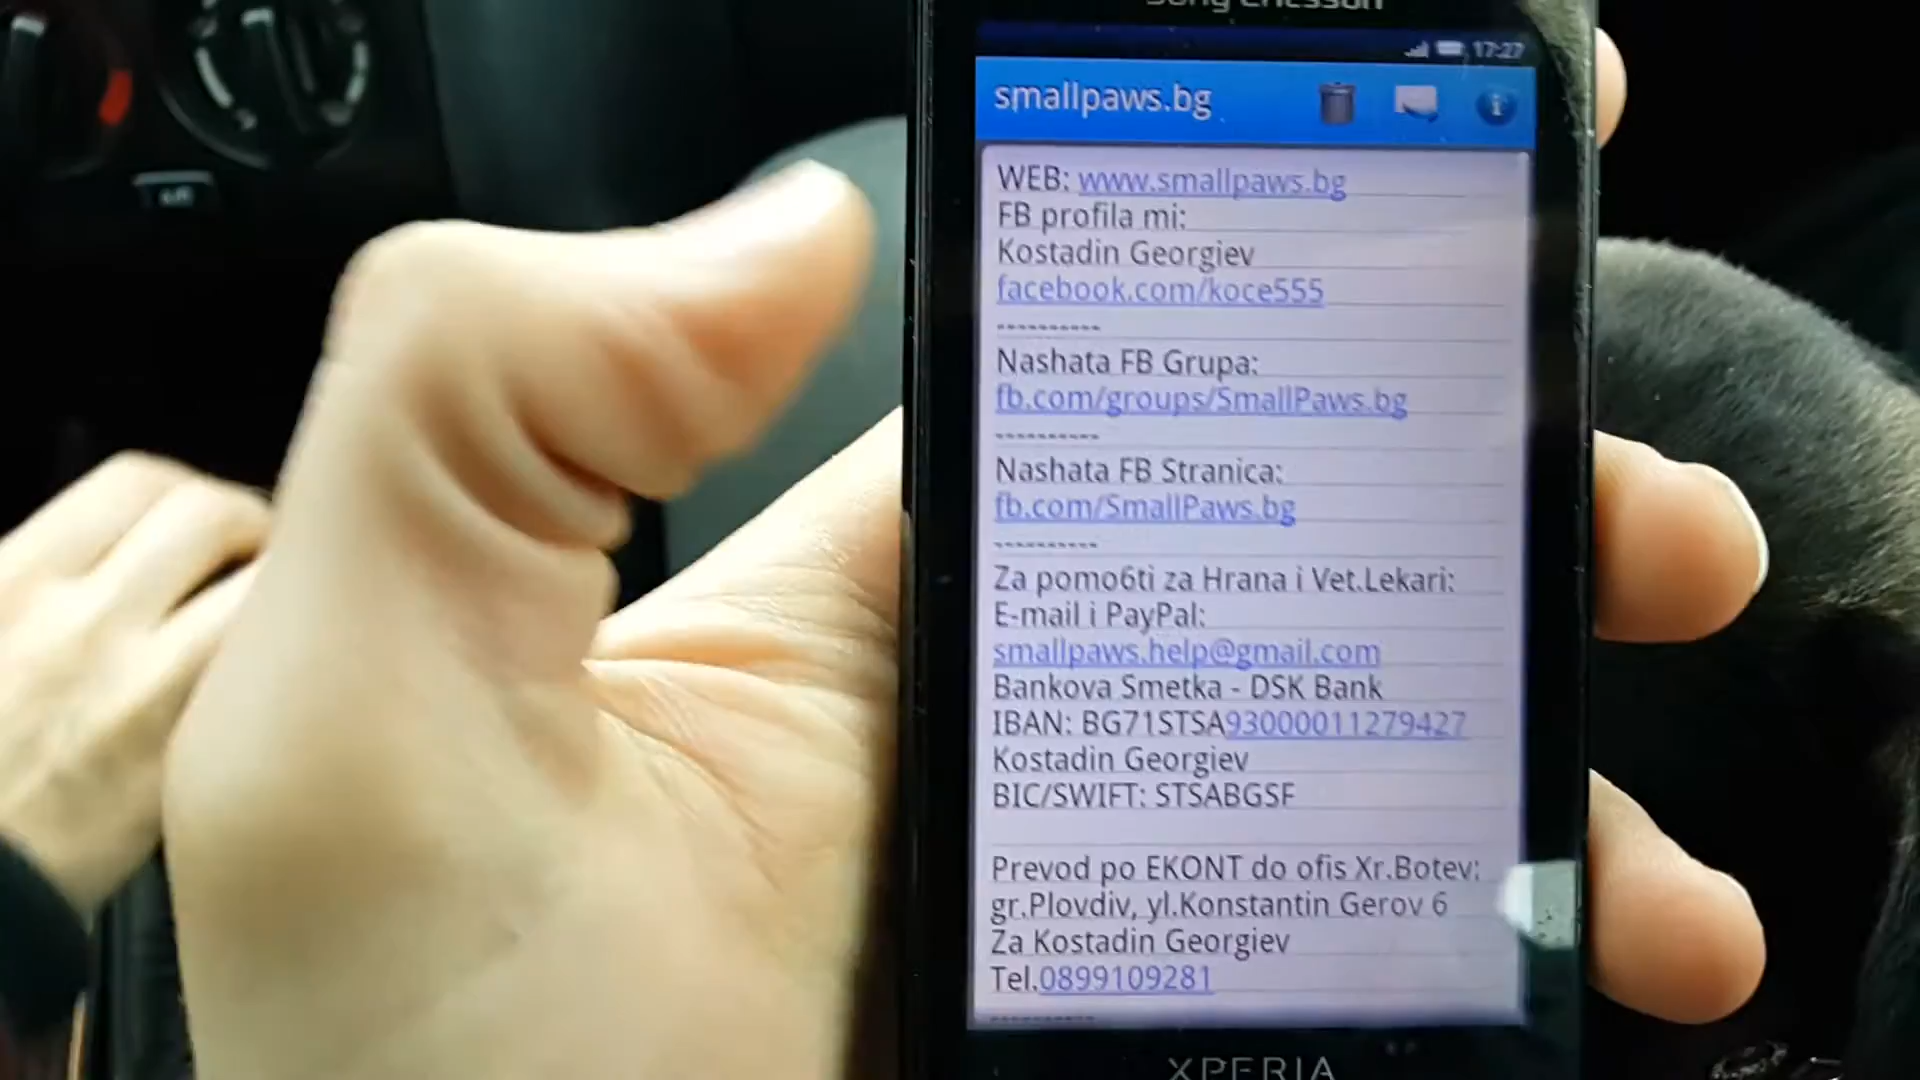 Sony Ericsson
17:27
smallpaws.bg
WEB: www.smallpaws.bg
FB profila mi:
Kostadin Georgiev
facebook.com/koce555
----------
Nashata FB Grupa:
fb.com/groups/SmallPaws.bg
----------
Nashata FB Stranica:
fb.com/SmallPaws.bg
----------
Za pomo6ti za Hrana i Vet.Lekari:
E-mail i PayPal:
smallpaws.help@gmail.com
Bankova Smetka - DSK Bank
IBAN: BG71STSA93000011279427
Kostadin Georgiev
BIC/SWIFT: STSABGSF
Prevod po EKONT do ofis Xr.Botev:
gr.Plovdiv, yl.Konstantin Gerov 6
Za Kostadin Georgiev
Tel.0899109281
----------
XPERIA